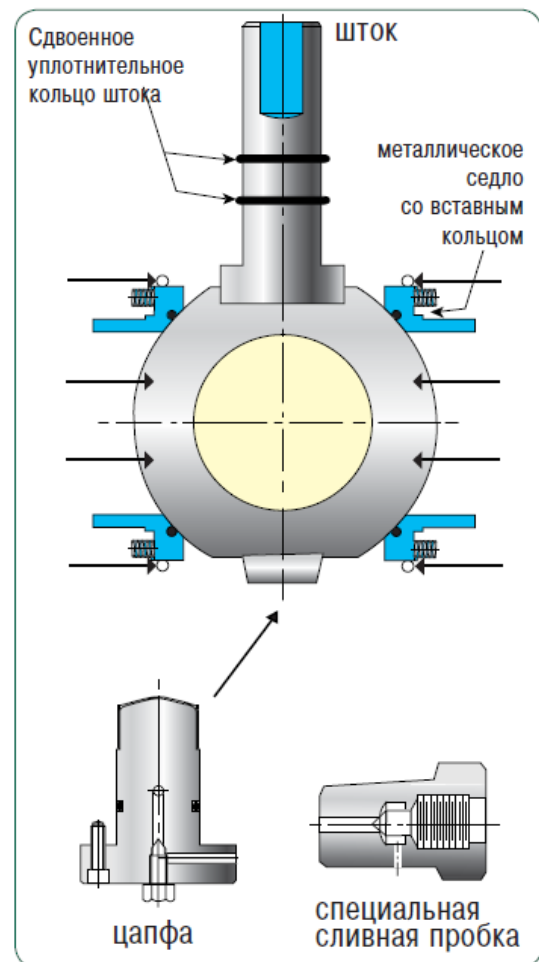 Сдвоенное
уплотнительное
кольцо штока
шток
металлическое
седло
со вставным
кольцом
цапфа
специальная
сливная пробка